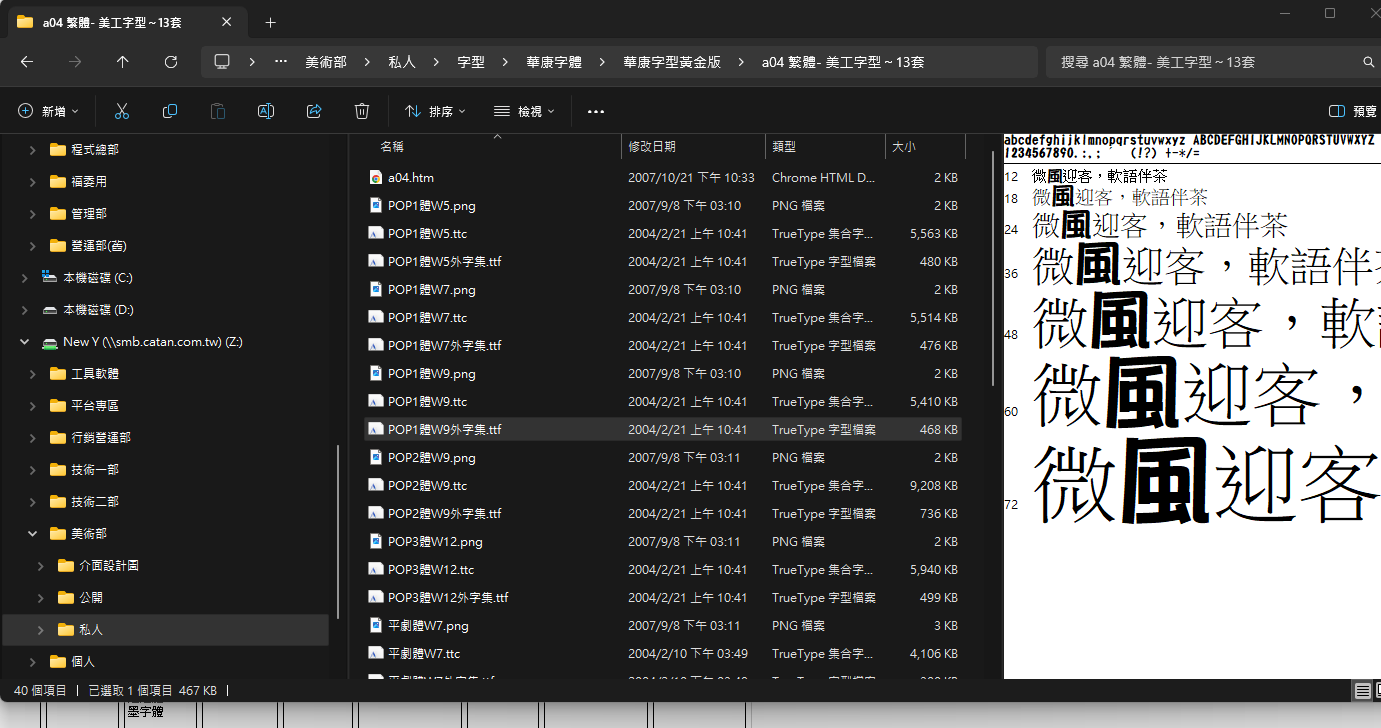 a04 繁體- 美工字型～13套
美術部 字型 私人 華康字體 華康字型黃金版 a04 繁體- 美工字型～13套
搜尋 a04 繁體- 美工字型～13套
新增 排序 檢視 ... 預覽
程式總部
福委用
管理部
營運部(舊)
本機磁碟 (C:)
本機磁碟 (D:)
New Y (\\smb.catan.com.tw) (Z:)
工具軟體
平台專區
行銷營運部
技術一部
技術二部
美術部
介面設計圖
公開
私人
個人
名稱 修改日期 類型 大小
a04.htm 2007/10/21 下午 10:33 Chrome HTML D... 2 KB
POP1體W5.png 2007/9/8 下午 03:10 PNG 檔案 2 KB
POP1體W5.ttc 2004/2/21 上午 10:41 TrueType 集合字... 5,563 KB
POP1體W5外字集.ttf 2004/2/21 上午 10:41 TrueType 字型檔案 480 KB
POP1體W7.png 2007/9/8 下午 03:10 PNG 檔案 2 KB
POP1體W7.ttc 2004/2/21 上午 10:41 TrueType 集合字... 5,514 KB
POP1體W7外字集.ttf 2004/2/21 上午 10:41 TrueType 字型檔案 476 KB
POP1體W9.png 2007/9/8 下午 03:10 PNG 檔案 2 KB
POP1體W9.ttc 2004/2/21 上午 10:41 TrueType 集合字... 5,410 KB
POP1體W9外字集.ttf 2004/2/21 上午 10:41 TrueType 字型檔案 468 KB
POP2體W9.png 2007/9/8 下午 03:11 PNG 檔案 2 KB
POP2體W9.ttc 2004/2/21 上午 10:41 TrueType 集合字... 9,208 KB
POP2體W9外字集.ttf 2004/2/21 上午 10:41 TrueType 字型檔案 736 KB
POP3體W12.png 2007/9/8 下午 03:11 PNG 檔案 2 KB
POP3體W12.ttc 2004/2/21 上午 10:41 TrueType 集合字... 5,940 KB
POP3體W12外字集.ttf 2004/2/21 上午 10:41 TrueType 字型檔案 499 KB
平劇體W7.png 2007/9/8 下午 03:11 PNG 檔案 3 KB
平劇體W7.ttc 2004/2/10 下午 03:49 TrueType 集合字... 4,106 KB
abcdefghijklmnopqrstuvwxyz ABCDEFGHIJKLMNOPQRSTUVWXYZ
1234567890.:,; ' (!?) +-*/=
12 微風迎客，軟語伴茶
18 微風迎客，軟語伴茶
24 微風迎客，軟語伴茶
36 微風迎客，軟語伴茶
48 微風迎客，軟
60 微風迎客，
72 微風迎客
40 個項目 已選取 1 個項目 467 KB
墨字體